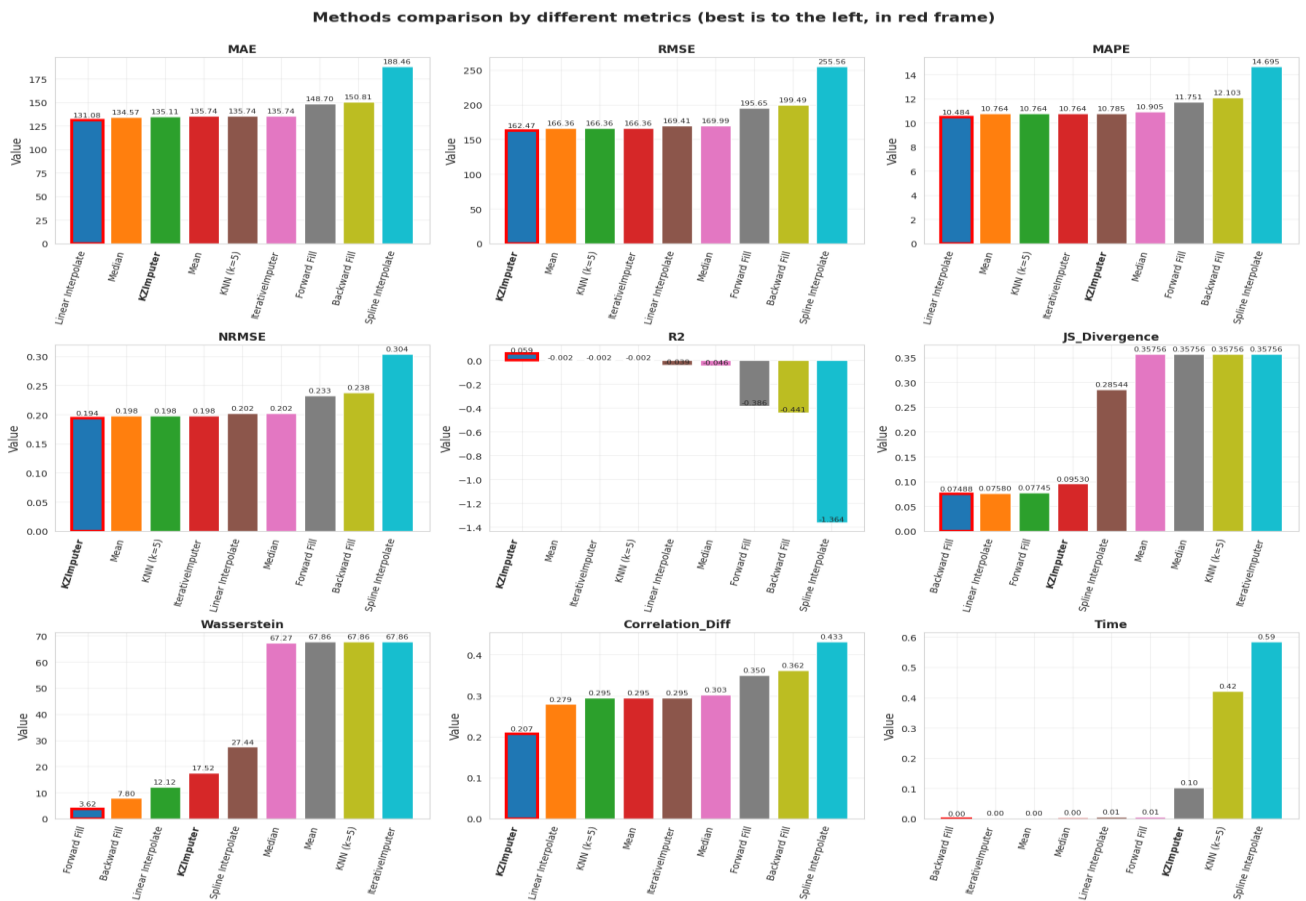 Methods comparison by different metrics (best is to the left, in red frame)
MAE
Value
175
150
125
100
75
50
25
0
131.08
134.57
135.11
135.74
135.74
135.74
148.70
150.81
188.46
Linear Interpolate
Median
KZImputer
Mean
KNN (k=5)
IterativeImputer
Forward Fill
Backward Fill
Spline Interpolate
RMSE
Value
250
200
150
100
50
0
162.47
166.36
166.36
166.36
169.41
169.99
195.65
199.49
255.56
KZImputer
Mean
KNN (k=5)
IterativeImputer
Linear Interpolate
Median
Forward Fill
Backward Fill
Spline Interpolate
MAPE
Value
14
12
10
8
6
4
2
0
10.484
10.764
10.764
10.764
10.785
10.905
11.751
12.103
14.695
Linear Interpolate
Mean
KNN (k=5)
IterativeImputer
KZImputer
Median
Forward Fill
Backward Fill
Spline Interpolate
NRMSE
Value
0.30
0.25
0.20
0.15
0.10
0.05
0.00
0.194
0.198
0.198
0.198
0.202
0.202
0.233
0.238
0.304
KZImputer
Mean
KNN (k=5)
IterativeImputer
Linear Interpolate
Median
Forward Fill
Backward Fill
Spline Interpolate
R2
Value
0.0
−0.2
−0.4
−0.6
−0.8
−1.0
−1.2
−1.4
0.059
-0.002
-0.002
-0.002
-0.039
-0.046
-0.386
-0.441
-1.364
KZImputer
Mean
IterativeImputer
KNN (k=5)
Linear Interpolate
Median
Forward Fill
Backward Fill
Spline Interpolate
JS_Divergence
Value
0.35
0.30
0.25
0.20
0.15
0.10
0.05
0.00
0.07488
0.07580
0.07745
0.09530
0.28544
0.35756
0.35756
0.35756
0.35756
Backward Fill
Linear Interpolate
Forward Fill
KZImputer
Spline Interpolate
Mean
Median
KNN (k=5)
IterativeImputer
Wasserstein
Value
70
60
50
40
30
20
10
0
3.62
7.80
12.12
17.52
27.44
67.27
67.86
67.86
67.86
Forward Fill
Backward Fill
Linear Interpolate
KZImputer
Spline Interpolate
Median
Mean
KNN (k=5)
IterativeImputer
Correlation_Diff
Value
0.4
0.3
0.2
0.1
0.0
0.207
0.279
0.295
0.295
0.295
0.303
0.350
0.362
0.433
KZImputer
Linear Interpolate
KNN (k=5)
Mean
IterativeImputer
Median
Forward Fill
Backward Fill
Spline Interpolate
Time
Value
0.6
0.5
0.4
0.3
0.2
0.1
0.0
0.00
0.00
0.00
0.00
0.01
0.01
0.10
0.42
0.59
Backward Fill
IterativeImputer
Mean
Median
Linear Interpolate
Forward Fill
KZImputer
KNN (k=5)
Spline Interpolate